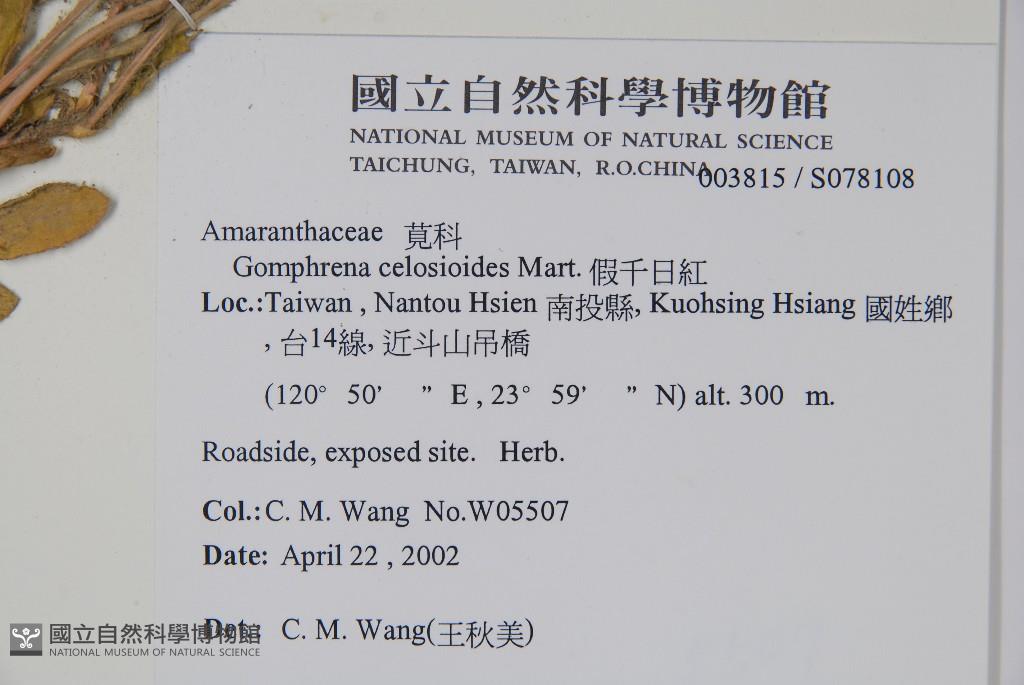 國立自然科學博物館
NATIONAL MUSEUM OF NATURAL SCIENCE
TAICHUNG, TAIWAN, R.O.CHINA
003815 / S078108
Amaranthaceae 莧科
Gomphrena celosioides Mart. 假千日紅
Loc.:Taiwan , Nantou Hsien 南投縣, Kuohsing Hsiang 國姓鄉
, 台14線, 近斗山吊橋
(120° 50’ ” E , 23° 59’ ” N) alt. 300 m.
Roadside, exposed site. Herb.
Col.: C. M. Wang No.W05507
Date: April 22 , 2002
Det: C. M. Wang(王秋美)
國立自然科學博物館
NATIONAL MUSEUM OF NATURAL SCIENCE